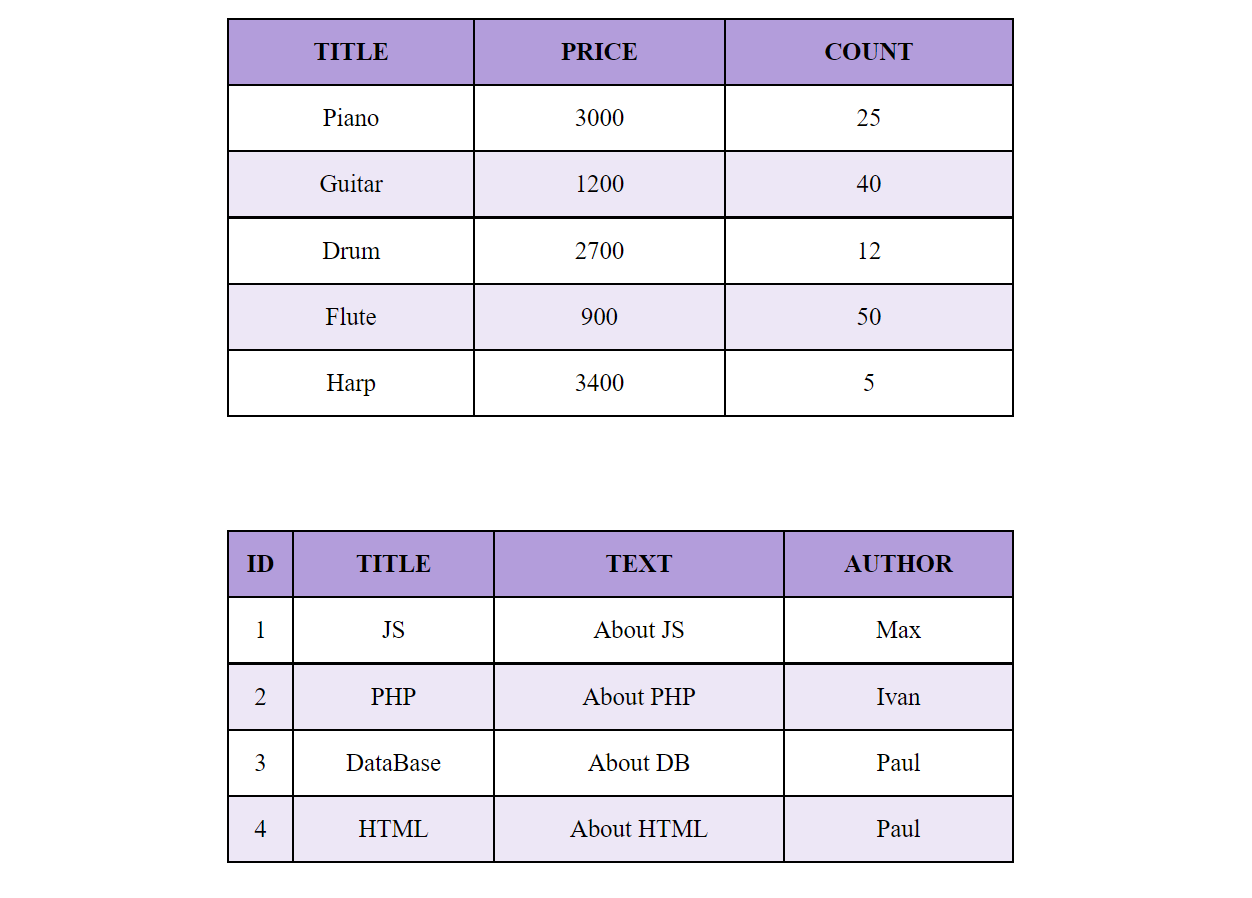 TITLE PRICE COUNT
Piano 3000 25
Guitar 1200 40
Drum 2700 12
Flute 900 50
Harp 3400 5
ID TITLE TEXT AUTHOR
1 JS About JS Max
2 PHP About PHP Ivan
3 DataBase About DB Paul
4 HTML About HTML Paul